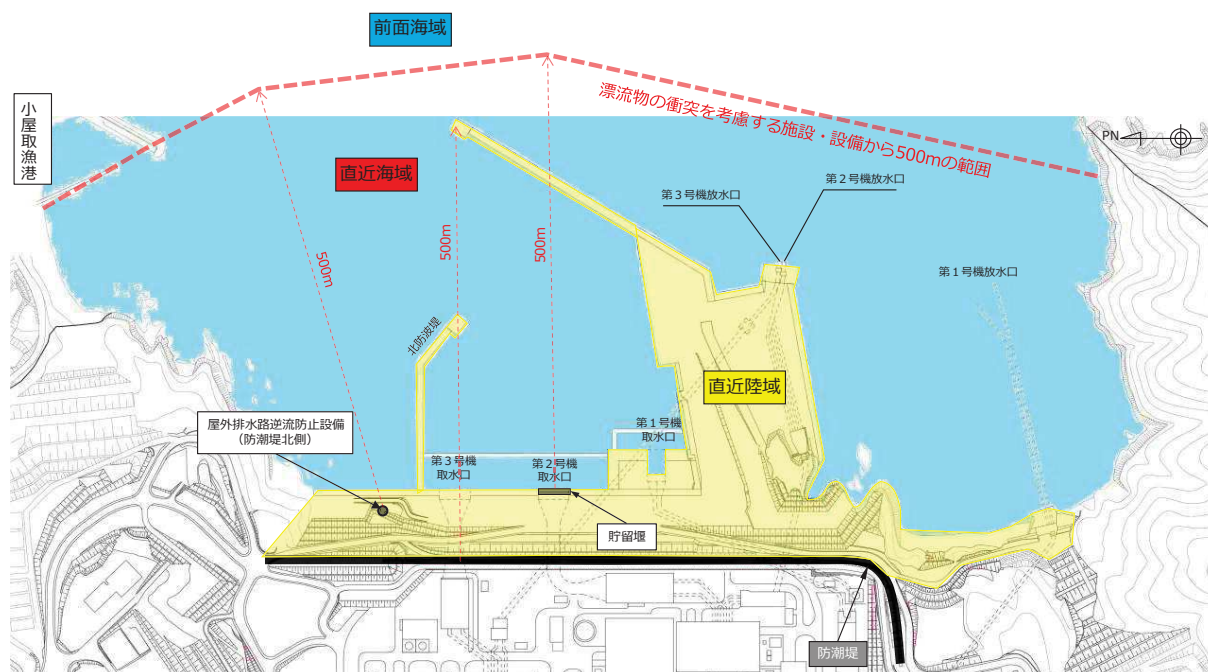 前面海域
漂流物の衝突を考慮する施設・設備から500mの範囲
小屋取漁港
PN
直近海域
第2号機放水口
第3号機放水口
500m
500m
500m
第1号機放水口
北防波堤
直近陸域
屋外排水路逆流防止設備
(防潮堤北側)
第1号機
取水口
第3号機
取水口
第2号機
取水口
貯留堰
防潮堤